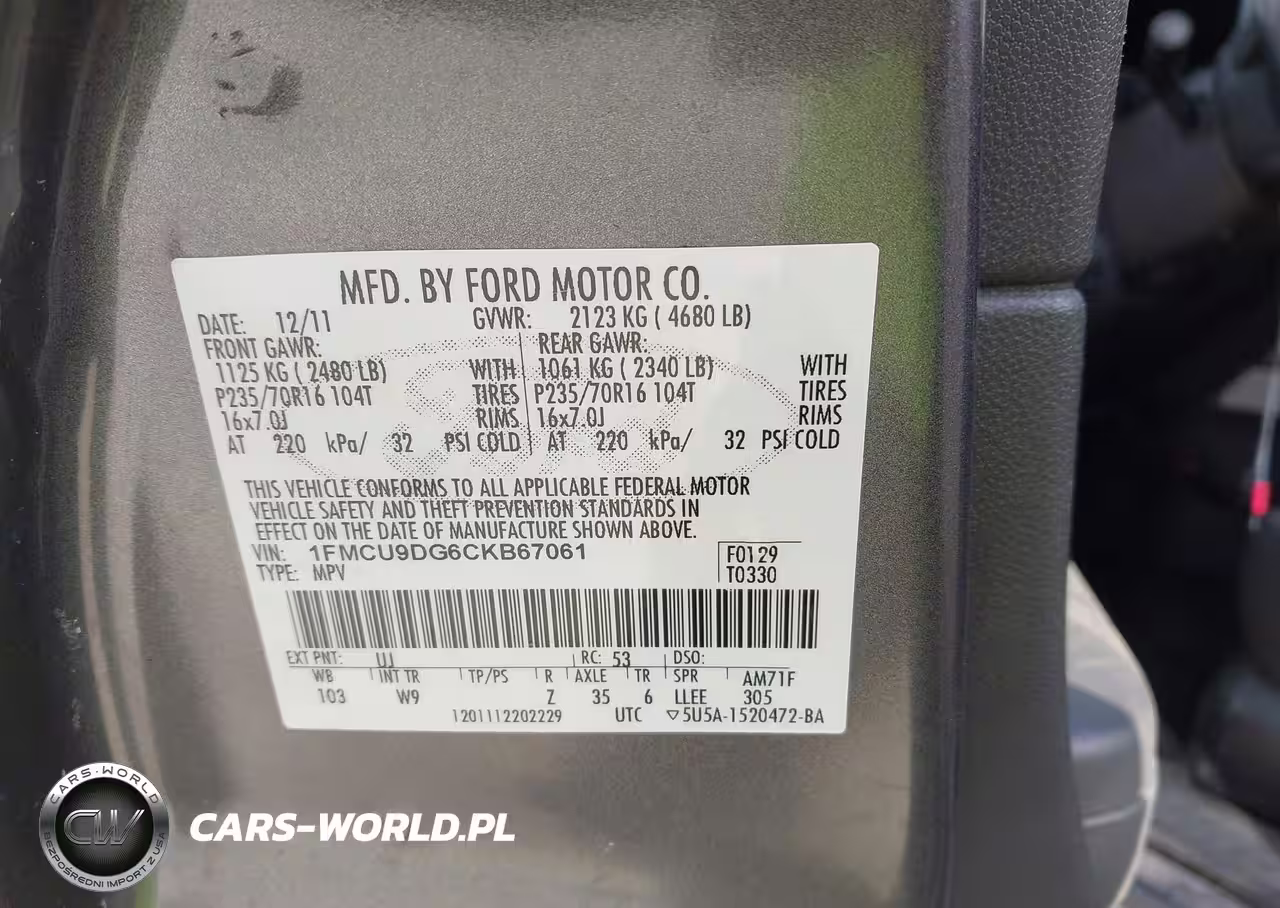 MFD. BY FORD MOTOR CO.
DATE: 12/11 GVWR: 2123 KG ( 4680 LB)
FRONT GAWR: REAR GAWR:
1125 KG ( 2480 LB) WITH 1061 KG ( 2340 LB) WITH
P235/70R16 104T TIRES P235/70R16 104T TIRES
16x7.0J RIMS 16x7.0J RIMS
AT 220 kPa/ 32 PSI COLD AT 220 kPa/ 32 PSI COLD
THIS VEHICLE CONFORMS TO ALL APPLICABLE FEDERAL MOTOR
VEHICLE SAFETY AND THEFT PREVENTION STANDARDS IN
EFFECT ON THE DATE OF MANUFACTURE SHOWN ABOVE.
VIN: 1FMCU9DG6CKB67061 F0129
TYPE: MPV T0330
EXT PNT: UJ RC: 53 DSO:
WB INT TR TP/PS R AXLE TR SPR AM71F
103 W9 Z 35 6 LLEE 305
1201112202229 UTC ▽5U5A-1520472-BA
CARS-WORLD
CW
BEZPOŚREDNI IMPORT Z USA
CARS-WORLD.PL